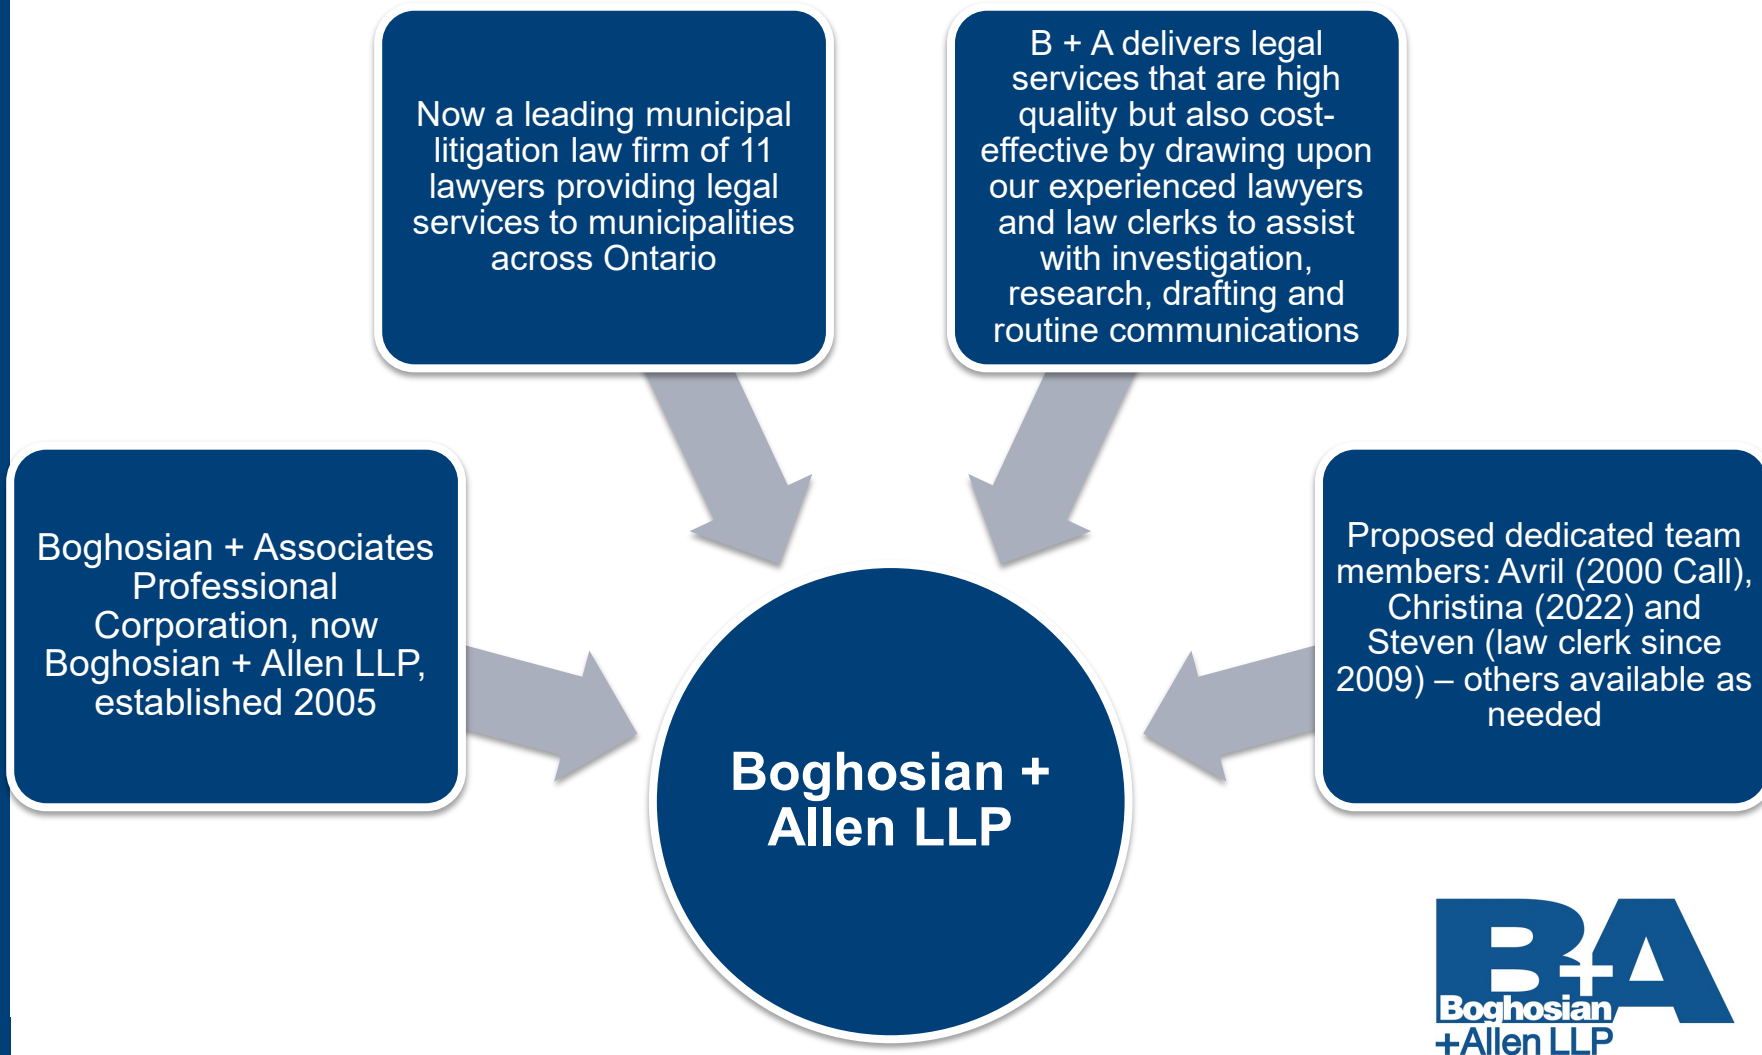 Boghosian + Associates
Professional
Corporation, now
Boghosian + Allen LLP,
established 2005
Now a leading municipal
litigation law firm of 11
lawyers providing legal
services to municipalities
across Ontario
B + A delivers legal
services that are high
quality but also cost-
effective by drawing upon
our experienced lawyers
and law clerks to assist
with investigation,
research, drafting and
routine communications
Proposed dedicated team
members: Avril (2000 Call),
Christina (2022) and
Steven (law clerk since
2009) – others available as
needed
Boghosian +
Allen LLP
B+A
Boghosian
+Allen LLP